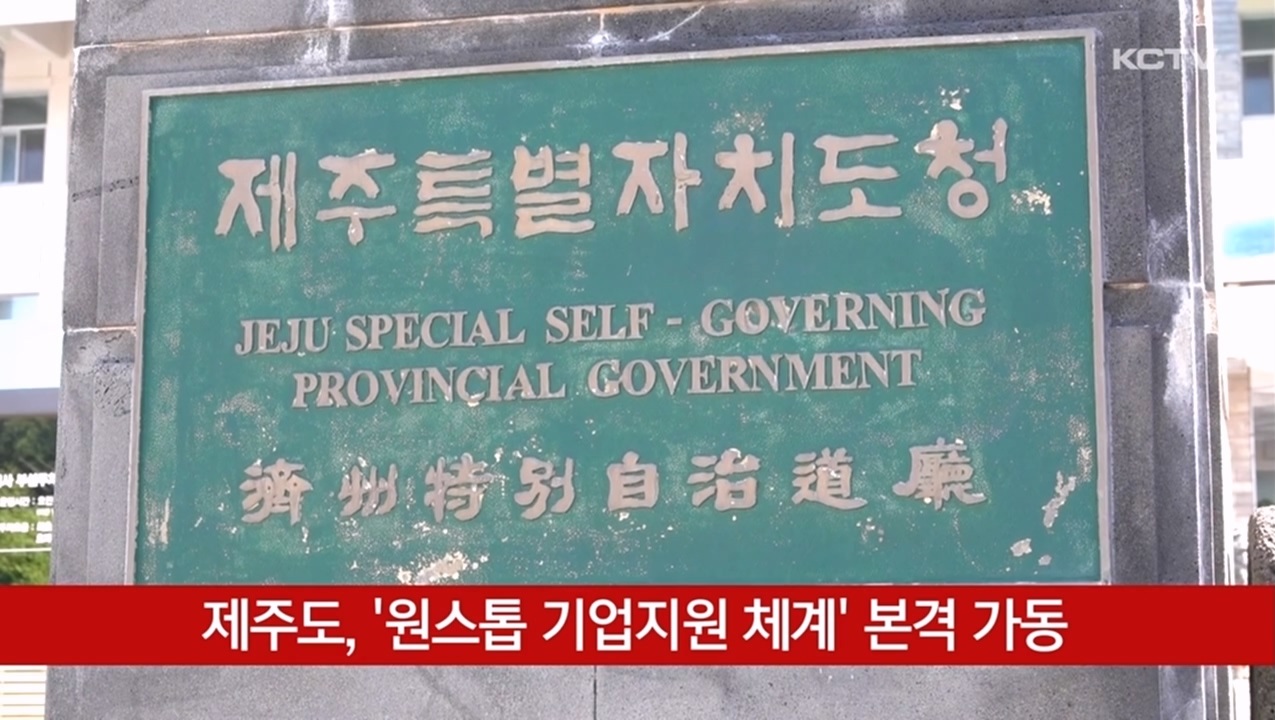 KCTV
제주특별자치도청
JEJU SPECIAL SELF - GOVERNING
PROVINCIAL GOVERNMENT
濟州特別自治道廳
제주도, '원스톱 기업지원 체계' 본격 가동